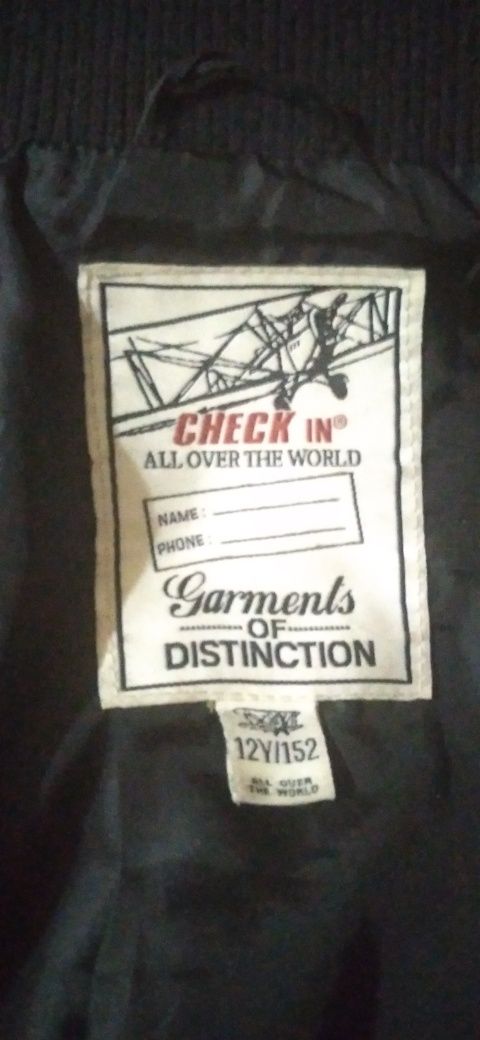 CHECK IN®
ALL OVER THE WORLD
NAME:
PHONE:
Garments
OF
DISTINCTION
12Y/152
ALL OVER
THE WORLD